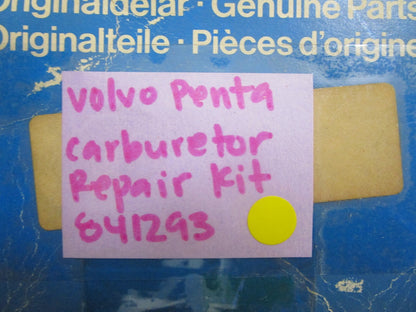 Originaldelar · Genuine Parts
Originalteile · Pièces d'origine
Volvo Penta
carburetor
Repair Kit
841293